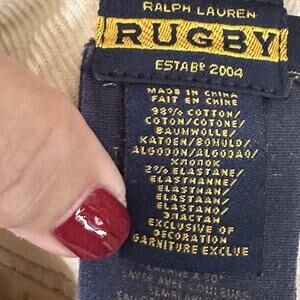 RALPH LAUREN
RUGBY
ESTABD 2004
MADE IN CHINA
FAIT EN CHINE
98% COTTON/
COTON/COTONE/
BAUMWOLLE/
KATOEN/BOMULD/
ALGODON/ALGODAO/
ХЛОПОК
2% ELASTANE/
ELASTHANNE/
ELASTHAN/
ELASTAAN/
ELASTANO/
ЭЛАСТАН
EXCLUSIVE OF
DECORATION
GARNITURE EXCLUE